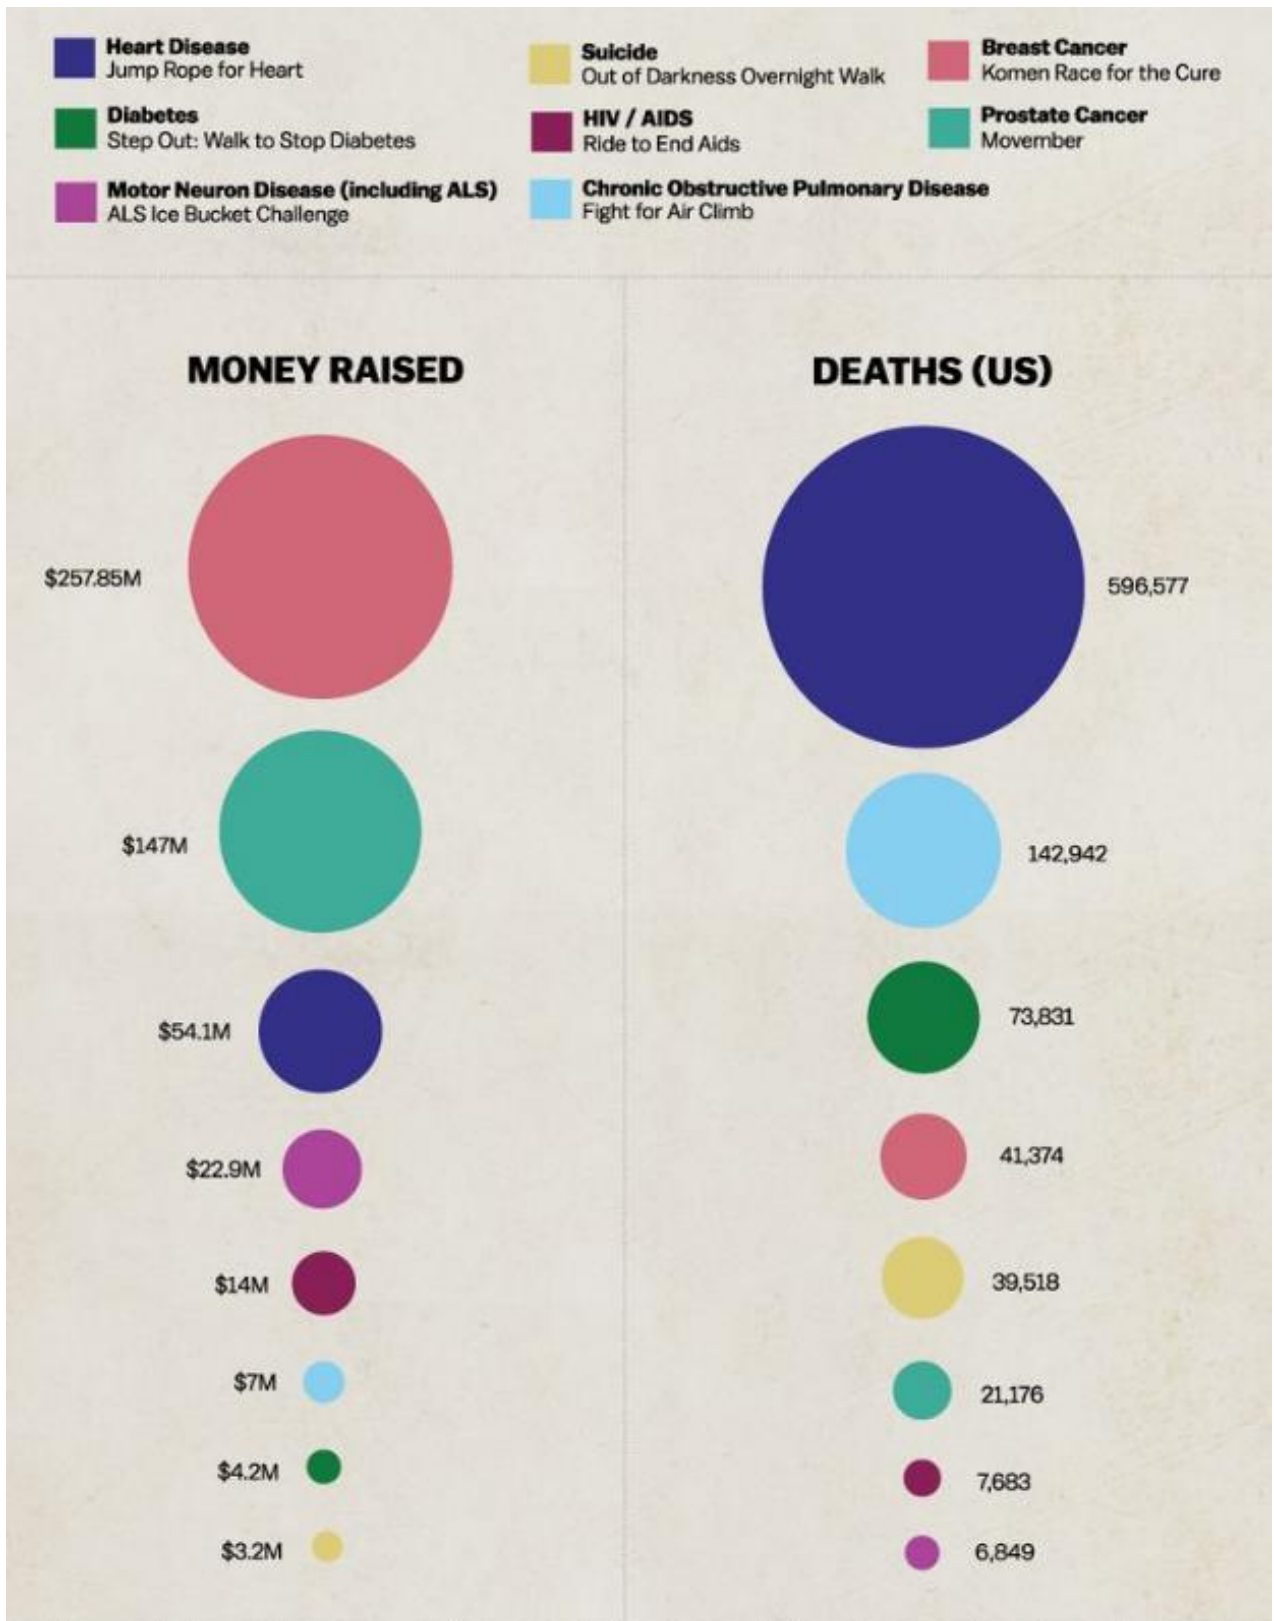 Heart Disease
Jump Rope for Heart
Suicide
Out of Darkness Overnight Walk
Breast Cancer
Komen Race for the Cure
Diabetes
Step Out: Walk to Stop Diabetes
HIV / AIDS
Ride to End Aids
Prostate Cancer
Movember
Motor Neuron Disease (including ALS)
ALS Ice Bucket Challenge
Chronic Obstructive Pulmonary Disease
Fight for Air Climb
MONEY RAISED
$257.85M
$147M
$54.1M
$22.9M
$14M
$7M
$4.2M
$3.2M
DEATHS (US)
596,577
142,942
73,831
41,374
39,518
21,176
7,683
6,849